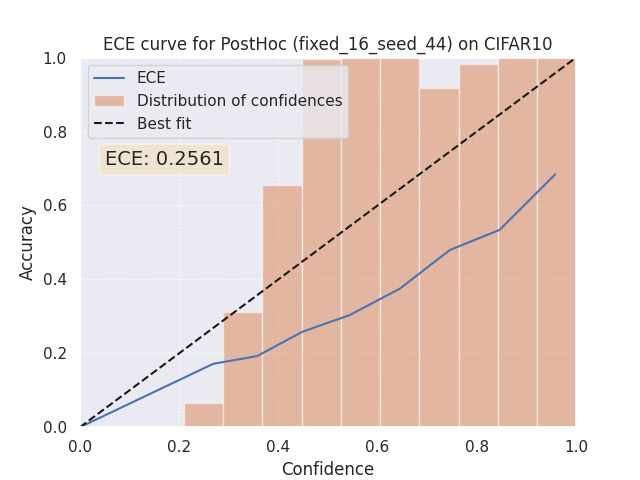 ECE curve for PostHoc (fixed_16_seed_44) on CIFAR10
1.0
0.8
0.6
0.4
0.2
0.0
Accuracy
ECE
Distribution of confidences
Best fit
ECE: 0.2561
0.0 0.2 0.4 0.6 0.8 1.0
Confidence